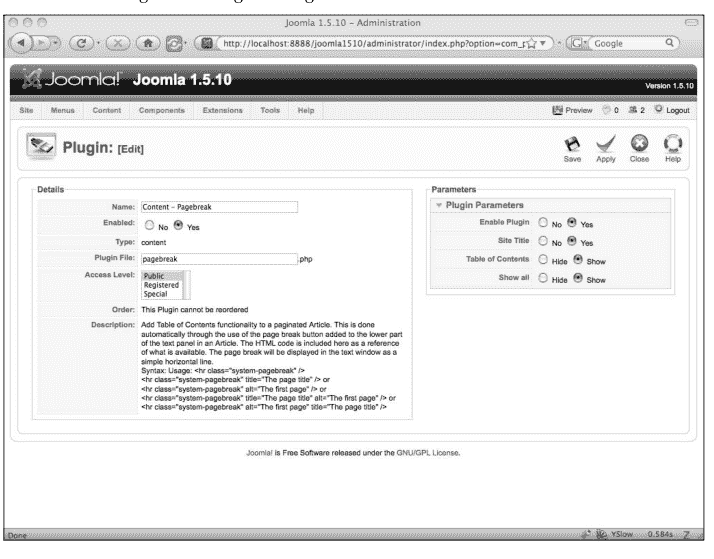 Joomla 1.5.10 - Administration
http://localhost:8888/joomla1510/administrator/index.php?option=com_p
Google
Joomla! Joomla 1.5.10
Version 1.5.10
Site Menus Content Components Extensions Tools Help Preview 0 2 Logout
Plugin: [Edit]
Save Apply Close Help
Details
Name: Content - Pagebreak
Enabled: No Yes
Type: content
Plugin File: pagebreak .php
Access Level: Public
Registered
Special
Order: This Plugin cannot be reordered
Description: Add Table of Contents functionality to a paginated Article. This is done
automatically through the use of the page break button added to the lower part
of the text panel in an Article. The HTML code is included here as a reference
of what is available. The page break will be displayed in the text window as a
simple horizontal line.
Syntax: Usage: <hr class="system-pagebreak" />
<hr class="system-pagebreak" title="The page title" /> or
<hr class="system-pagebreak" alt="The first page" /> or
<hr class="system-pagebreak" title="The page title" alt="The first page" /> or
<hr class="system-pagebreak" alt="The first page" title="The page title" />
Parameters
Plugin Parameters
Enable Plugin No Yes
Site Title No Yes
Table of Contents Hide Show
Show all Hide Show
Joomla! is Free Software released under the GNU/GPL License.
Done YSlow 0.584s Z